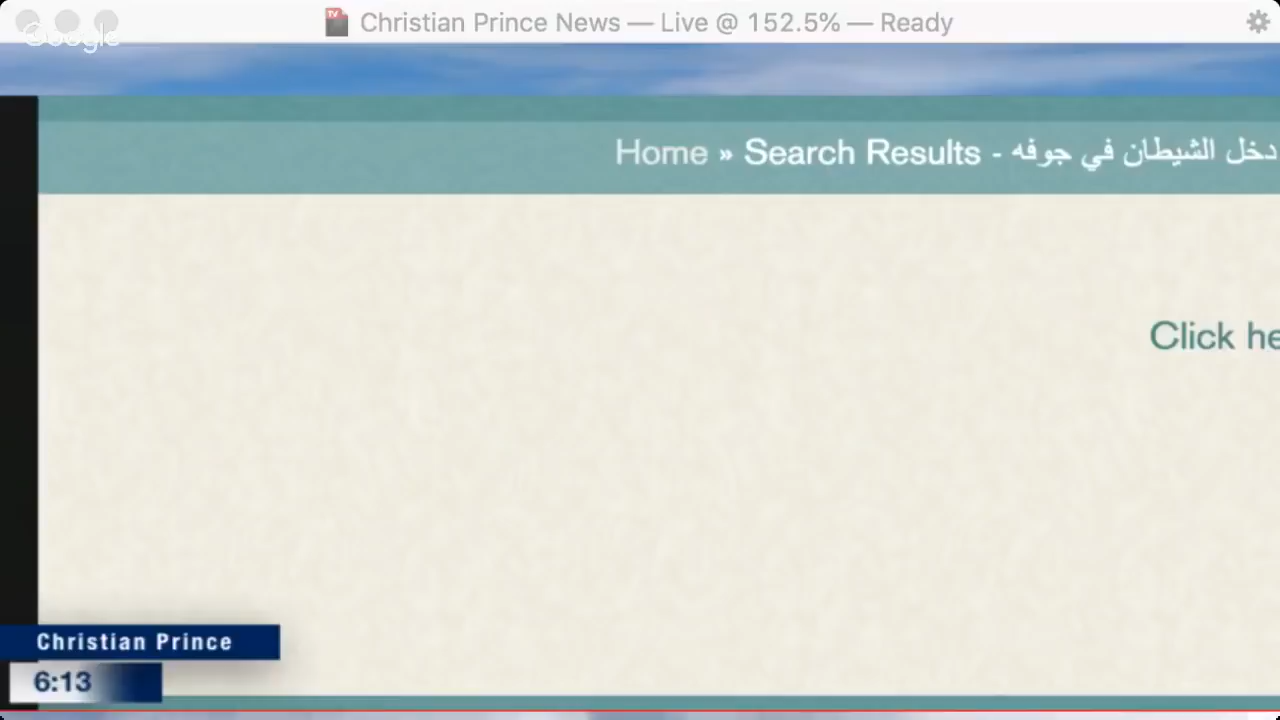 Christian Prince News — Live @ 152.5% — Ready
Google
Home » Search Results - دخل الشيطان في جوفه
Click he
Christian Prince
6:13